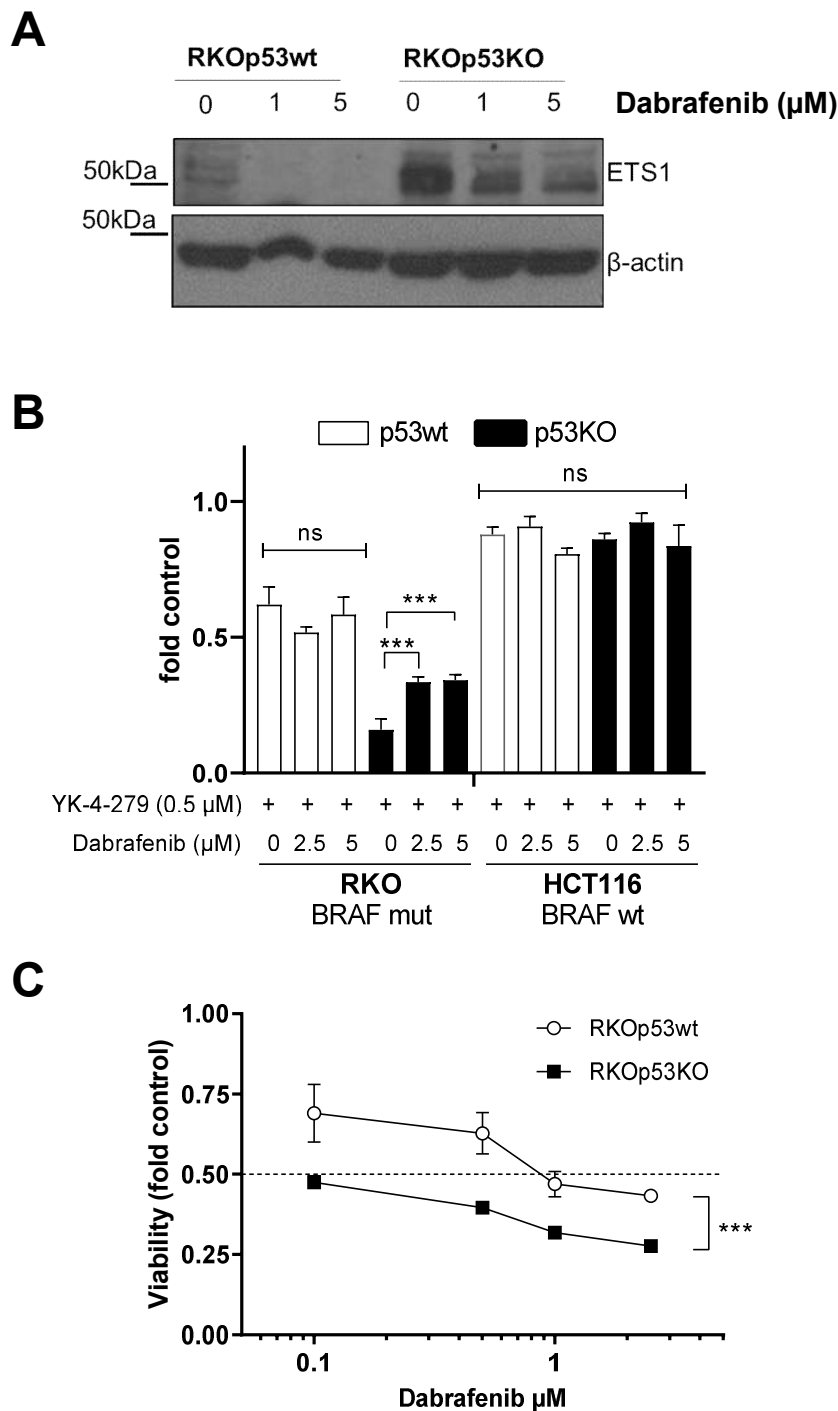 A
RKOp53wt RKOp53KO
0 1 5 0 1 5 Dabrafenib (µM)
50kDa ETS1
50kDa
β-actin
B
p53wt p53KO
ns
1.0
ns
***
***
0.5
0.0
fold control
YK-4-279 (0.5 µM) + + + + + + + + + + + +
Dabrafenib (µM) 0 2.5 5 0 2.5 5 0 2.5 5 0 2.5 5
RKO HCT116
BRAF mut BRAF wt
C
1.00
RKOp53wt
RKOp53KO
0.75
0.50
***
0.25
0.00
Viability (fold control)
0.1 1
Dabrafenib µM